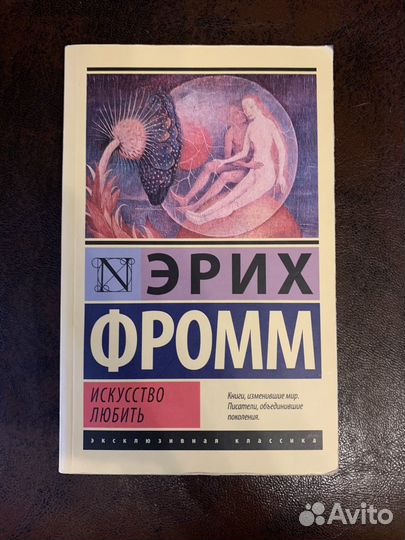 N ЭРИХ
ФРОММ
ИСКУССТВО
ЛЮБИТЬ
Книги, изменившие мир.
Писатели, объединившие
поколения.
эксклюзивная классика
Avito